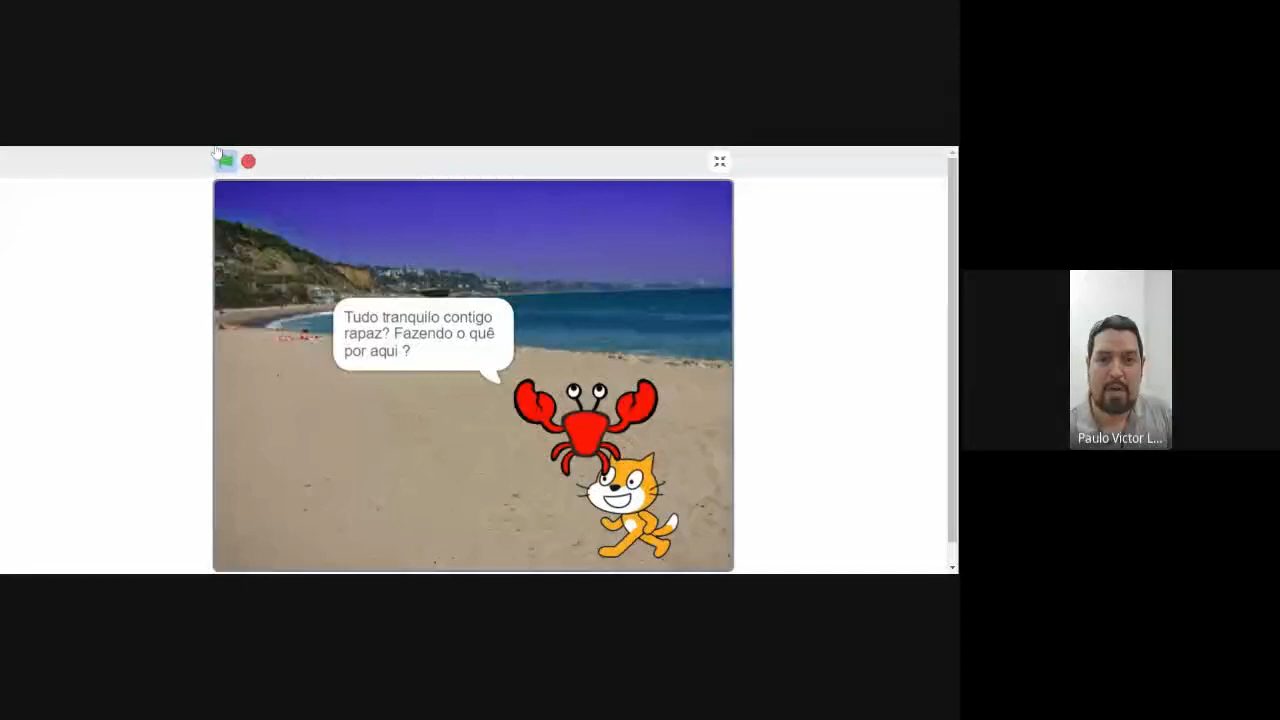 Tudo tranquilo contigo
rapaz? Fazendo o quê
por aqui ?
Paulo Victor L...